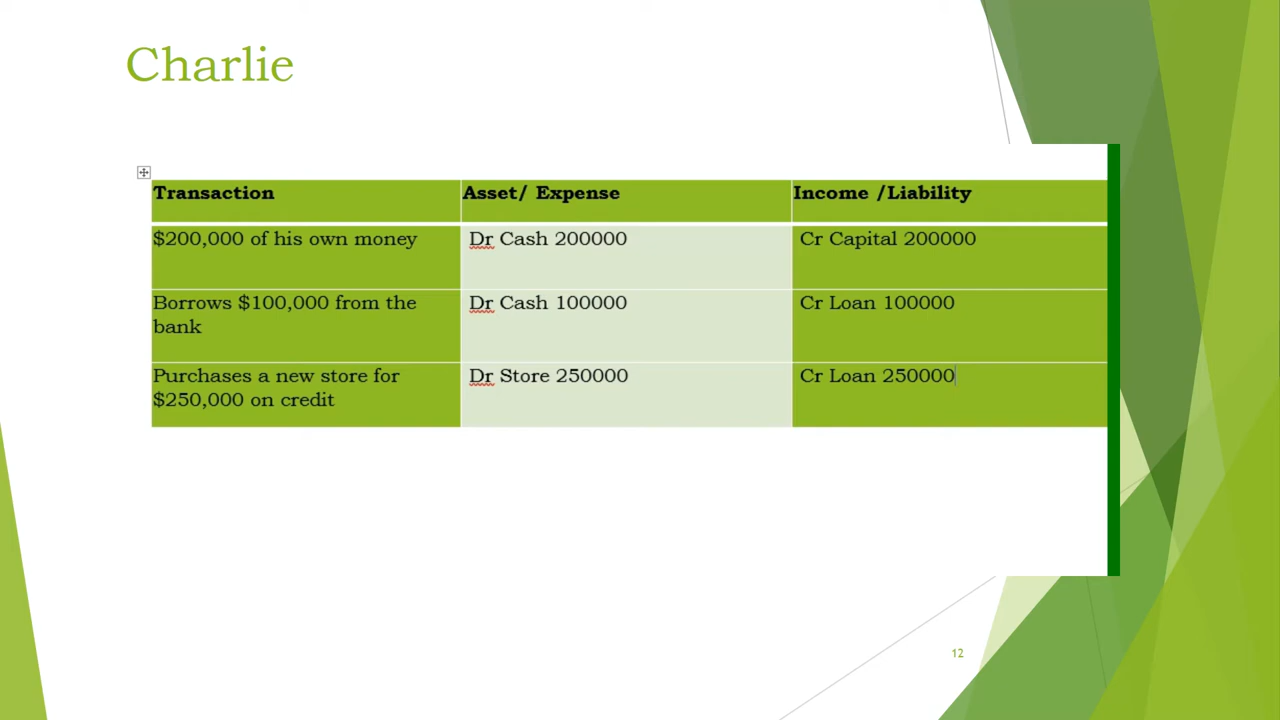 Charlie
Transaction
Asset/ Expense
Income /Liability
$200,000 of his own money
Dr Cash 200000
Cr Capital 200000
Borrows $100,000 from the
bank
Dr Cash 100000
Cr Loan 100000
Purchases a new store for
$250,000 on credit
Dr Store 250000
Cr Loan 250000
12